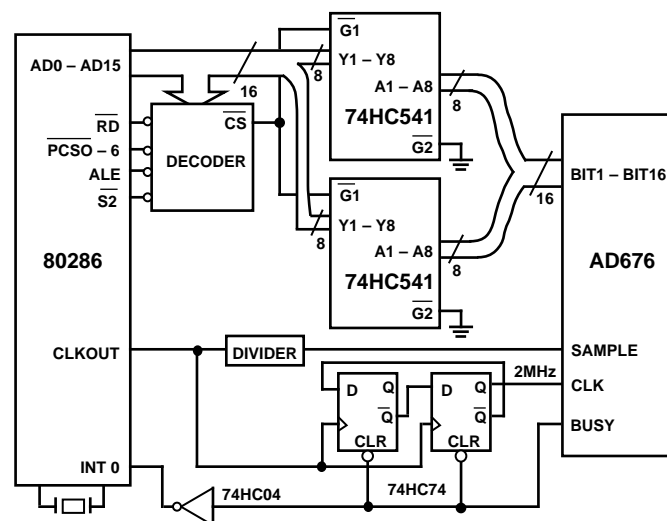 AD0 – AD15
RD
PCSO – 6
ALE
S2
80286
CLKOUT
INT 0
16
DECODER
CS
G1
Y1 – Y8
8
A1 – A8
8
74HC541
G2
G1
Y1 – Y8
8
A1 – A8
8
74HC541
G2
BIT1 – BIT16
16
AD676
SAMPLE
CLK
BUSY
DIVIDER
2MHz
D
Q
Q
CLR
D
Q
Q
CLR
74HC04
74HC74